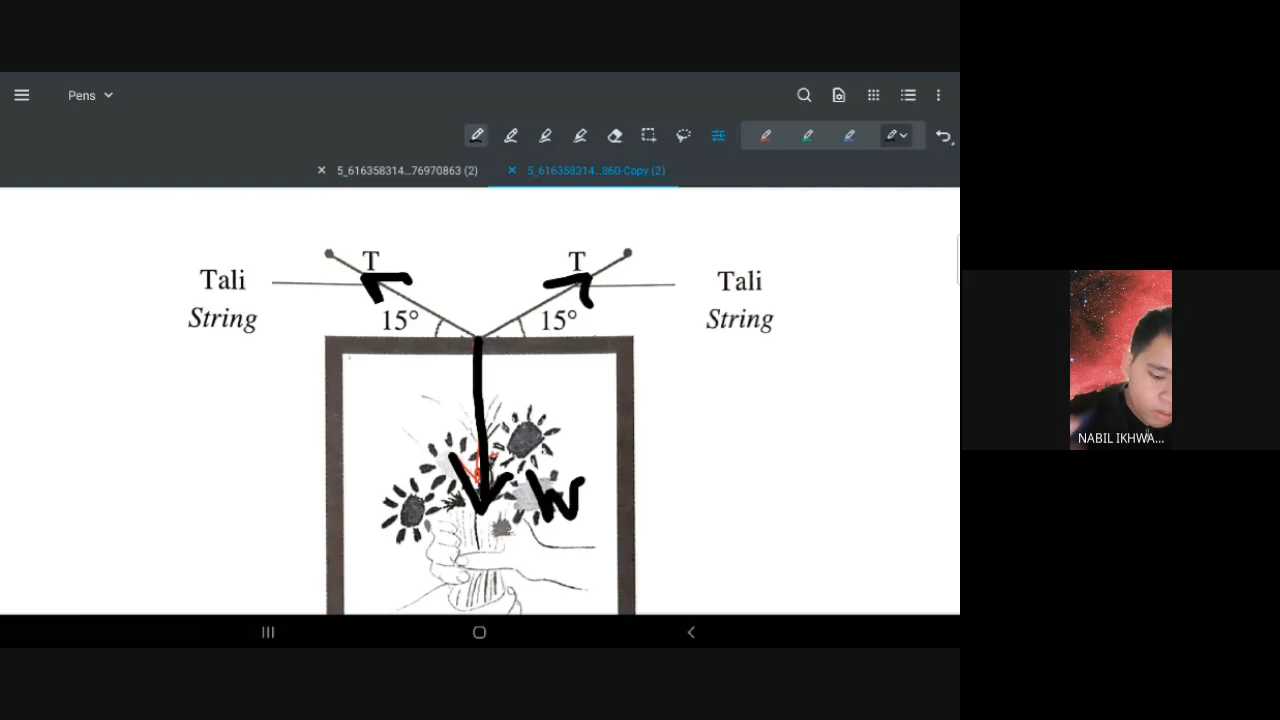 Pens
5_616358314...76970863 (2)
5_616358314...860-Copy (2)
T
T
Tali
String
15°
15°
Tali
String
W
NABIL IKHWA...